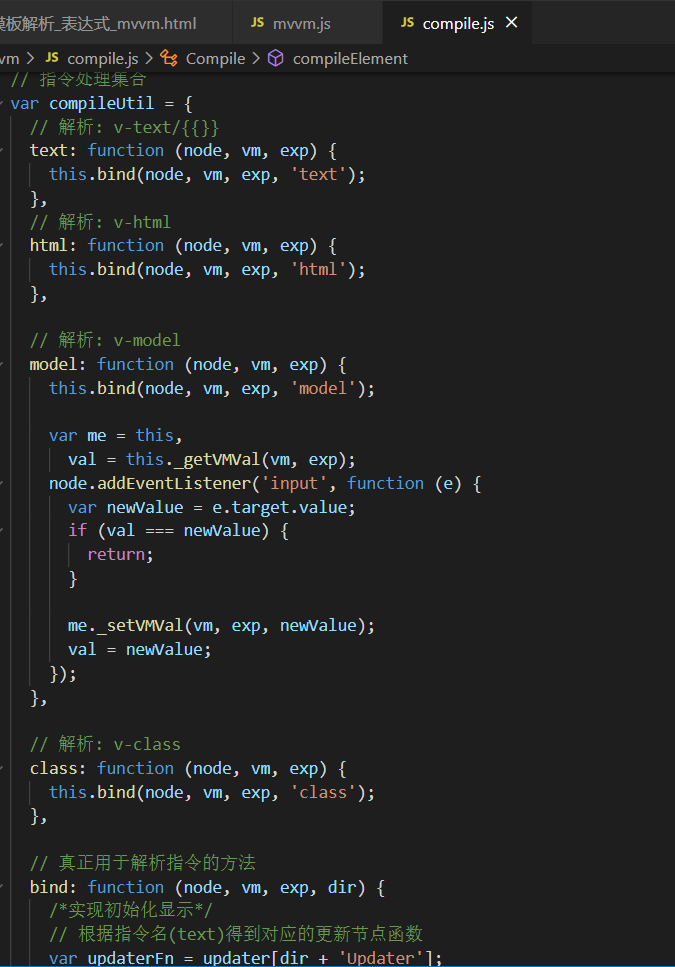 模板解析_表达式_mvvm.html JS mvvm.js JS compile.js ×
vm > JS compile.js > Compile > compileElement
// 指令处理集合
var compileUtil = {
// 解析: v-text/{{}}
text: function (node, vm, exp) {
this.bind(node, vm, exp, 'text');
},
// 解析: v-html
html: function (node, vm, exp) {
this.bind(node, vm, exp, 'html');
},
// 解析: v-model
model: function (node, vm, exp) {
this.bind(node, vm, exp, 'model');
var me = this,
val = this._getVMVal(vm, exp);
node.addEventListener('input', function (e) {
var newValue = e.target.value;
if (val === newValue) {
return;
}
me._setVMVal(vm, exp, newValue);
val = newValue;
});
},
// 解析: v-class
class: function (node, vm, exp) {
this.bind(node, vm, exp, 'class');
},
// 真正用于解析指令的方法
bind: function (node, vm, exp, dir) {
/*实现初始化显示*/
// 根据指令名(text)得到对应的更新节点函数
var updaterFn = updater[dir + 'Updater'];